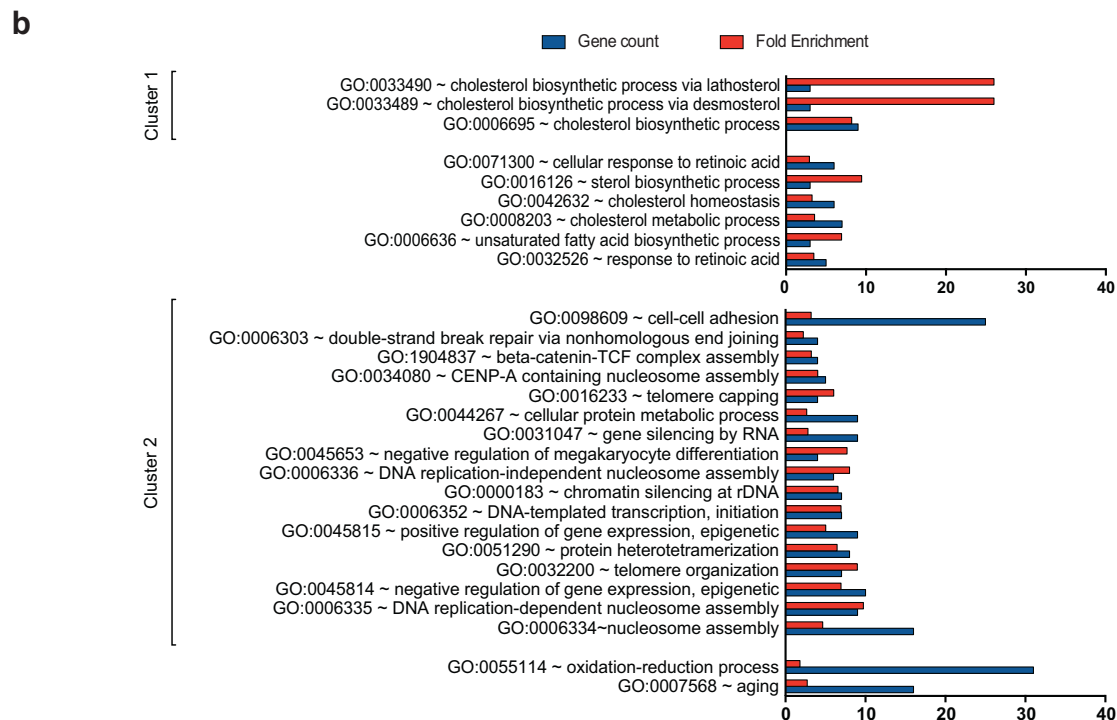 b
Gene count
Fold Enrichment
Cluster 1
GO:0033490 ~ cholesterol biosynthetic process via lathosterol
GO:0033489 ~ cholesterol biosynthetic process via desmosterol
GO:0006695 ~ cholesterol biosynthetic process
GO:0071300 ~ cellular response to retinoic acid
GO:0016126 ~ sterol biosynthetic process
GO:0042632 ~ cholesterol homeostasis
GO:0008203 ~ cholesterol metabolic process
GO:0006636 ~ unsaturated fatty acid biosynthetic process
GO:0032526 ~ response to retinoic acid
0 10 20 30 40
Cluster 2
GO:0098609 ~ cell-cell adhesion
GO:0006303 ~ double-strand break repair via nonhomologous end joining
GO:1904837 ~ beta-catenin-TCF complex assembly
GO:0034080 ~ CENP-A containing nucleosome assembly
GO:0016233 ~ telomere capping
GO:0044267 ~ cellular protein metabolic process
GO:0031047 ~ gene silencing by RNA
GO:0045653 ~ negative regulation of megakaryocyte differentiation
GO:0006336 ~ DNA replication-independent nucleosome assembly
GO:0000183 ~ chromatin silencing at rDNA
GO:0006352 ~ DNA-templated transcription, initiation
GO:0045815 ~ positive regulation of gene expression, epigenetic
GO:0051290 ~ protein heterotetramerization
GO:0032200 ~ telomere organization
GO:0045814 ~ negative regulation of gene expression, epigenetic
GO:0006335 ~ DNA replication-dependent nucleosome assembly
GO:0006334~nucleosome assembly
GO:0055114 ~ oxidation-reduction process
GO:0007568 ~ aging
0 10 20 30 40